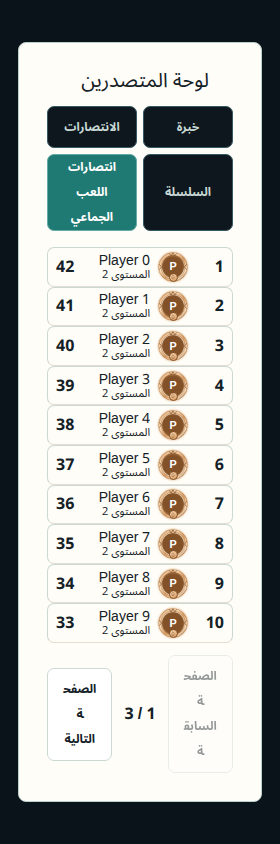 لوحة المتصدرين
خبرة
الانتصارات
السلسلة
انتصارات
اللعب
الجماعي
1 P Player 0 42
المستوى 2
2 P Player 1 41
المستوى 2
3 P Player 2 40
المستوى 2
4 P Player 3 39
المستوى 2
5 P Player 4 38
المستوى 2
6 P Player 5 37
المستوى 2
7 P Player 6 36
المستوى 2
8 P Player 7 35
المستوى 2
9 P Player 8 34
المستوى 2
10 P Player 9 33
المستوى 2
الصفح
ة
السابق
ة
1 / 3
الصفح
ة
التالية